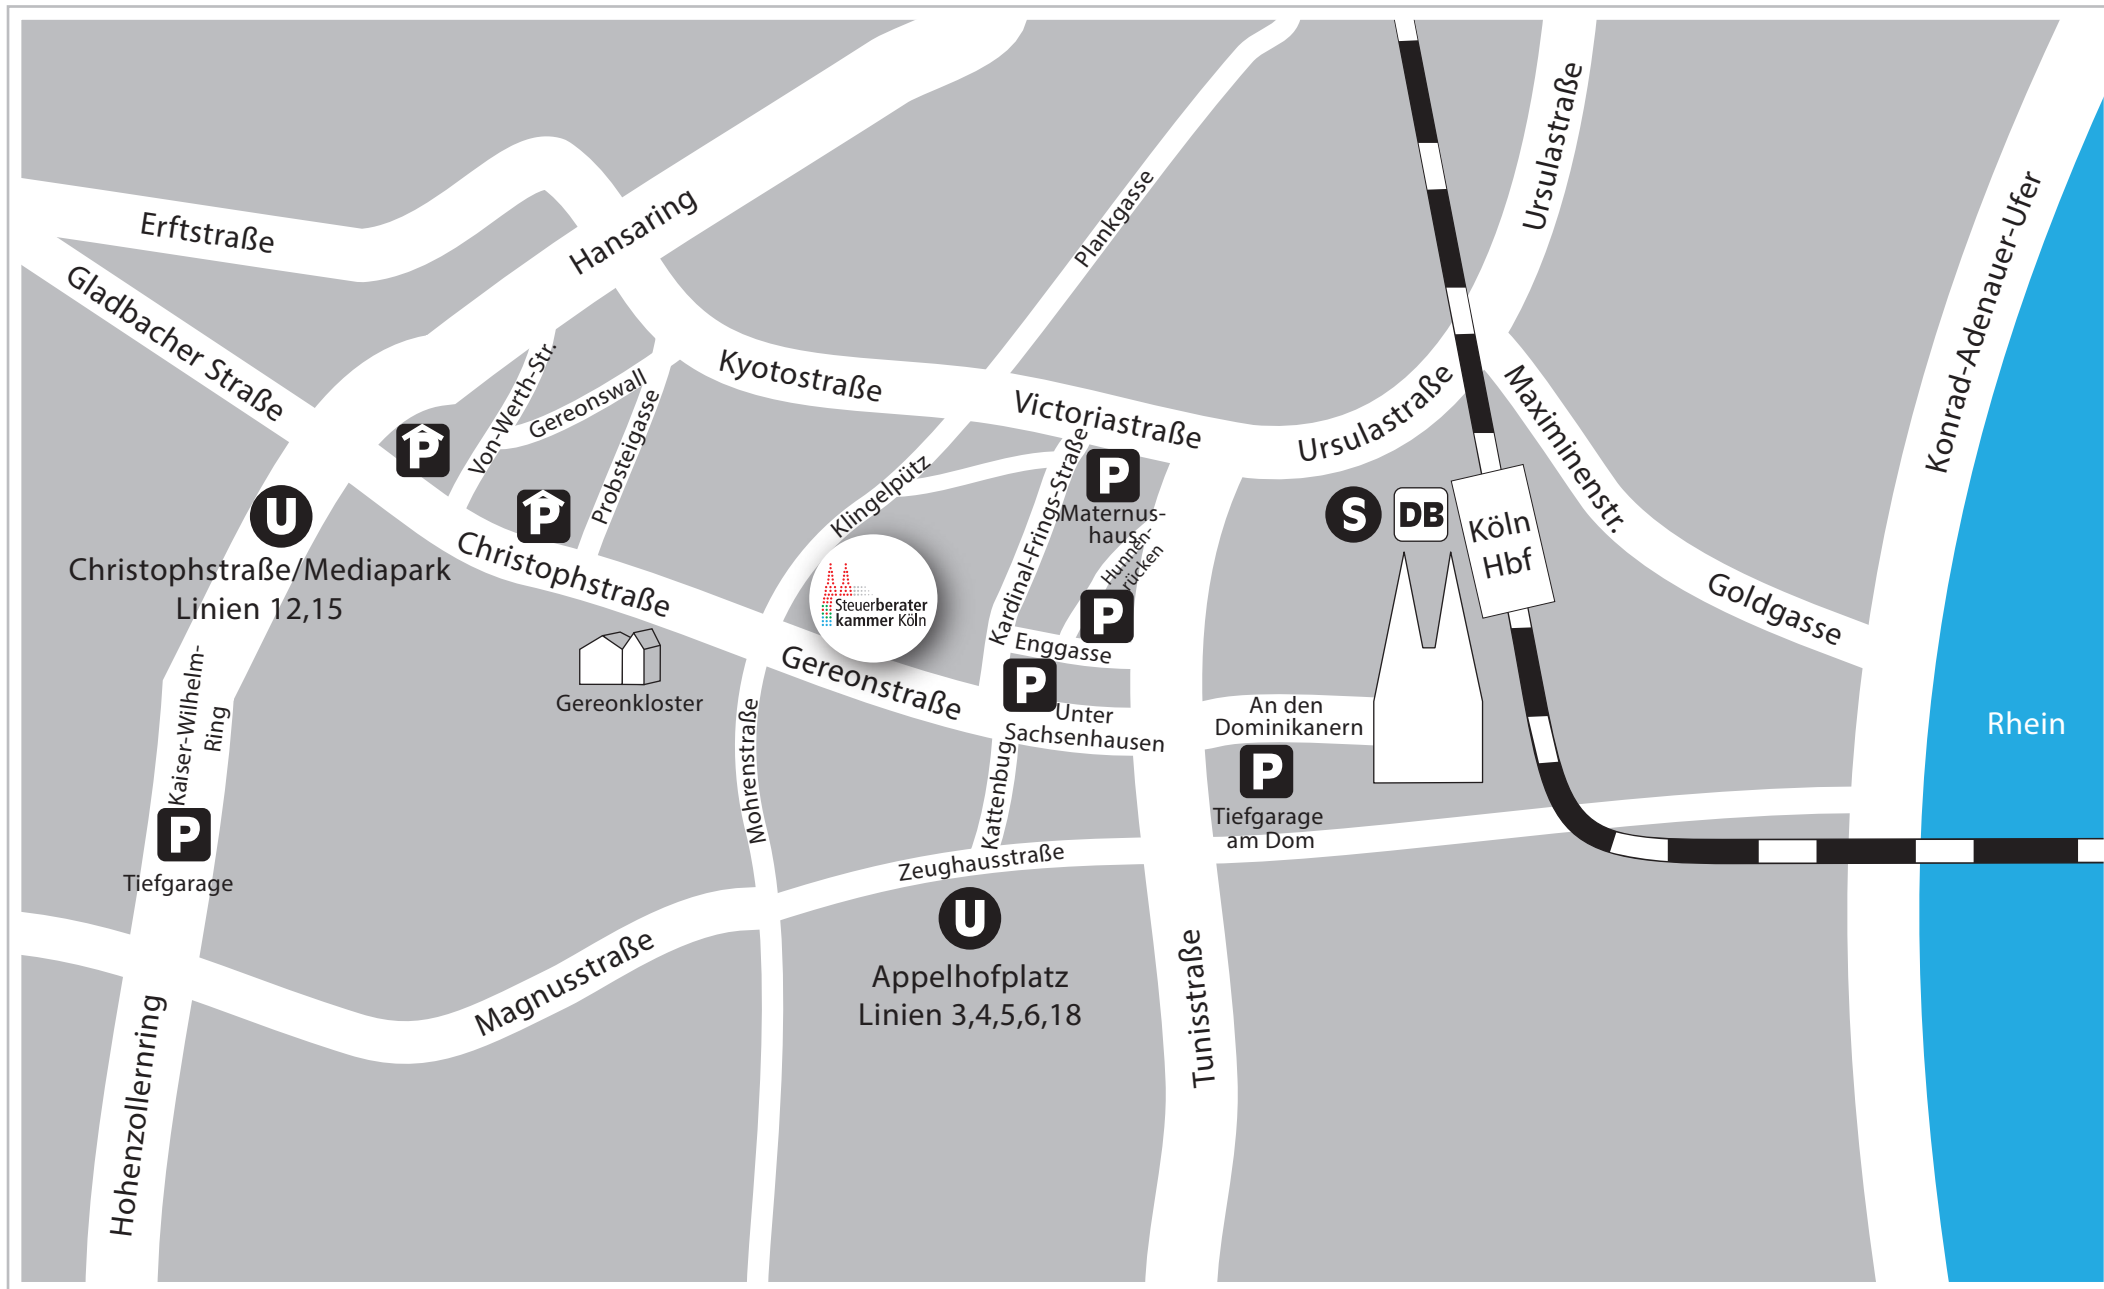 Erftstraße
Gladbacher Straße
Hansaring
Plankgasse
Ursulastraße
Konrad-Adenauer-Ufer
Kyotostraße
Victoriastraße
Ursulastraße
Maximinenstr.
Goldgasse
Von-Werth-Str.
Gereonswall
Probsteigasse
Klingelpütz
Kardinal-Frings-Straße
P
P
P
Maternus-
haus
Hunnen-
rücken
P
S
DB
Köln
Hbf
U
Christophstraße/Mediapark
Linien 12,15
Christophstraße
Steuerberater
kammer Köln
Gereonkloster
Gereonstraße
Enggasse
P
Unter
Sachsenhausen
An den
Dominikanern
P
Tiefgarage
am Dom
Rhein
Kaiser-Wilhelm-
Ring
P
Tiefgarage
Mohrenstraße
Kattenbug
Zeughausstraße
U
Appelhofplatz
Linien 3,4,5,6,18
Magnusstraße
Hohenzollernring
Tunisstraße